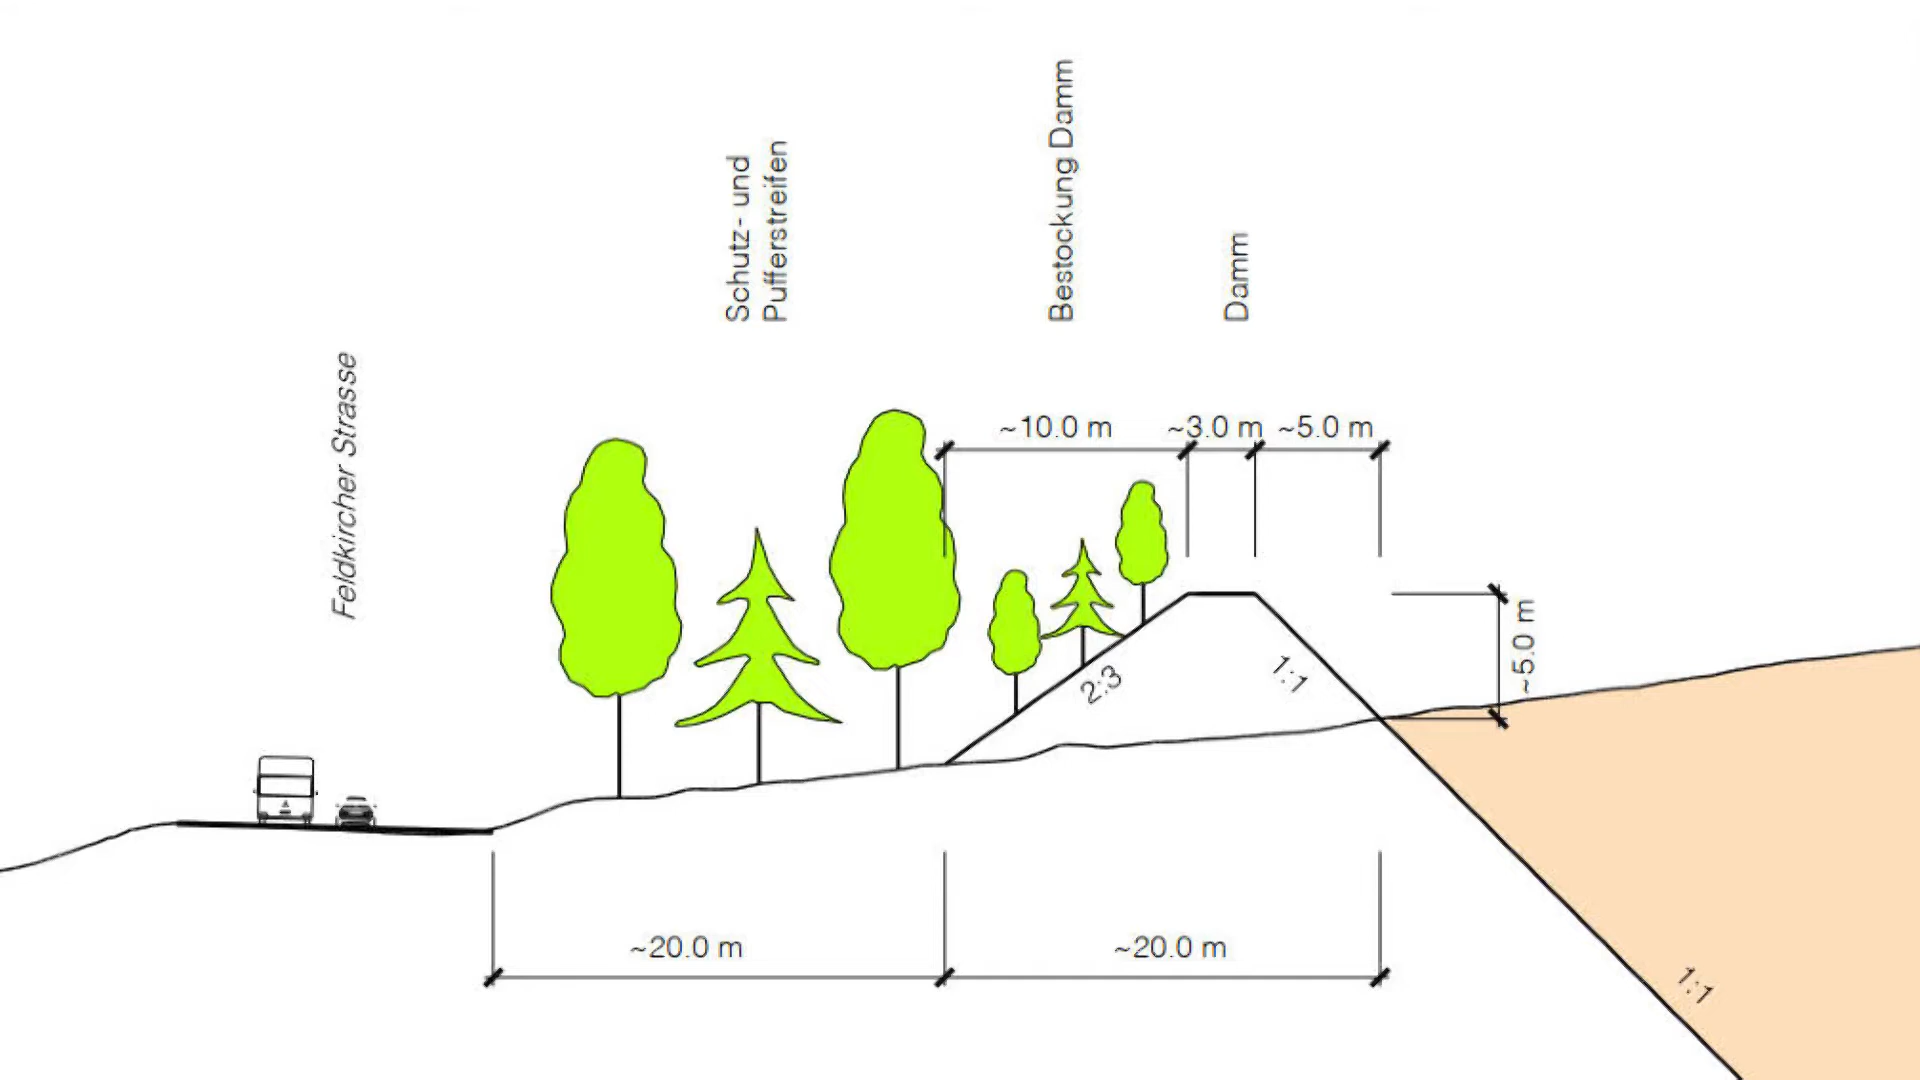 Feldkircher Strasse
Schutz- und
Pufferstreifen
Bestockung Damm
Damm
~10.0 m
~3.0 m
~5.0 m
~5.0 m
2:3
1:1
~20.0 m
~20.0 m
1:1